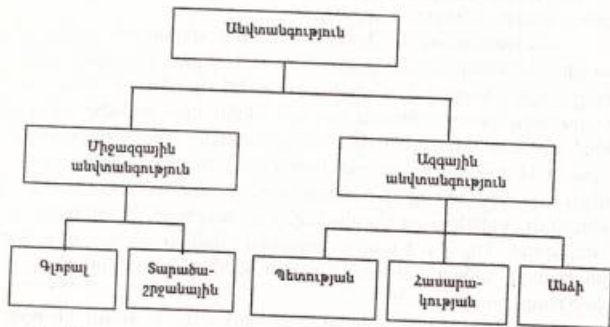 Անվտանգություն
Միջազգային
անվտանգություն
Ազգային
անվտանգություն
Գլոբալ
Տարածա-
շրջանային
Պետության
Հասարա-
կության
Անձի